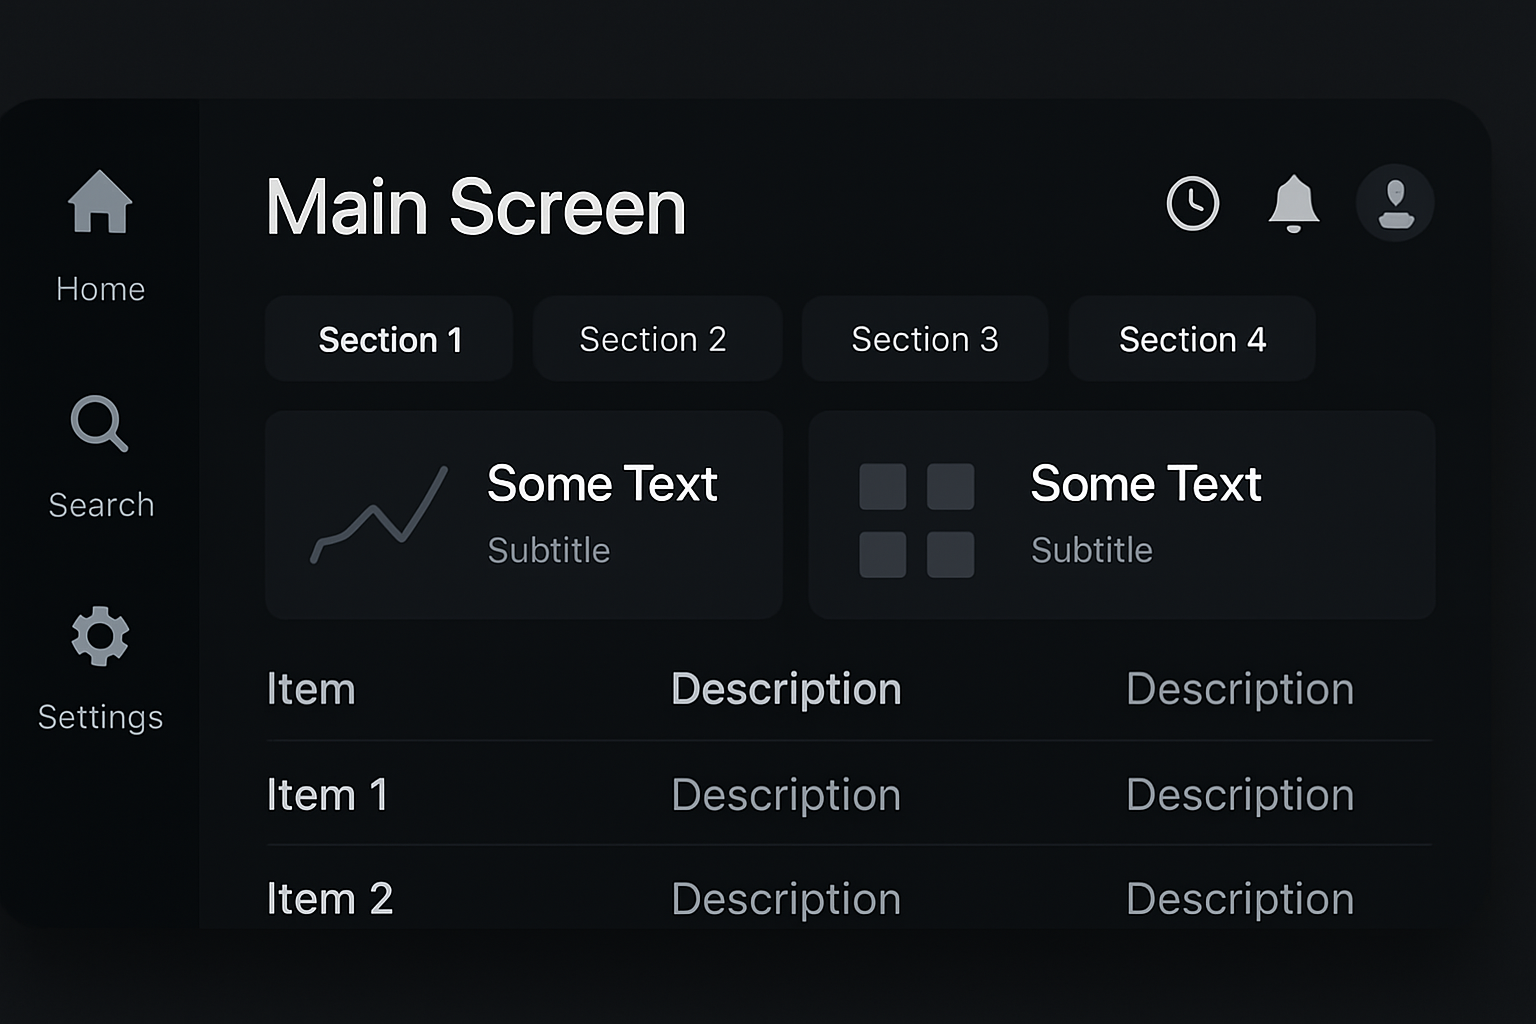 Main Screen
Home
Search
Settings
Section 1
Section 2
Section 3
Section 4
Some Text
Subtitle
Some Text
Subtitle
Item Description Description
Item 1 Description Description
Item 2 Description Description